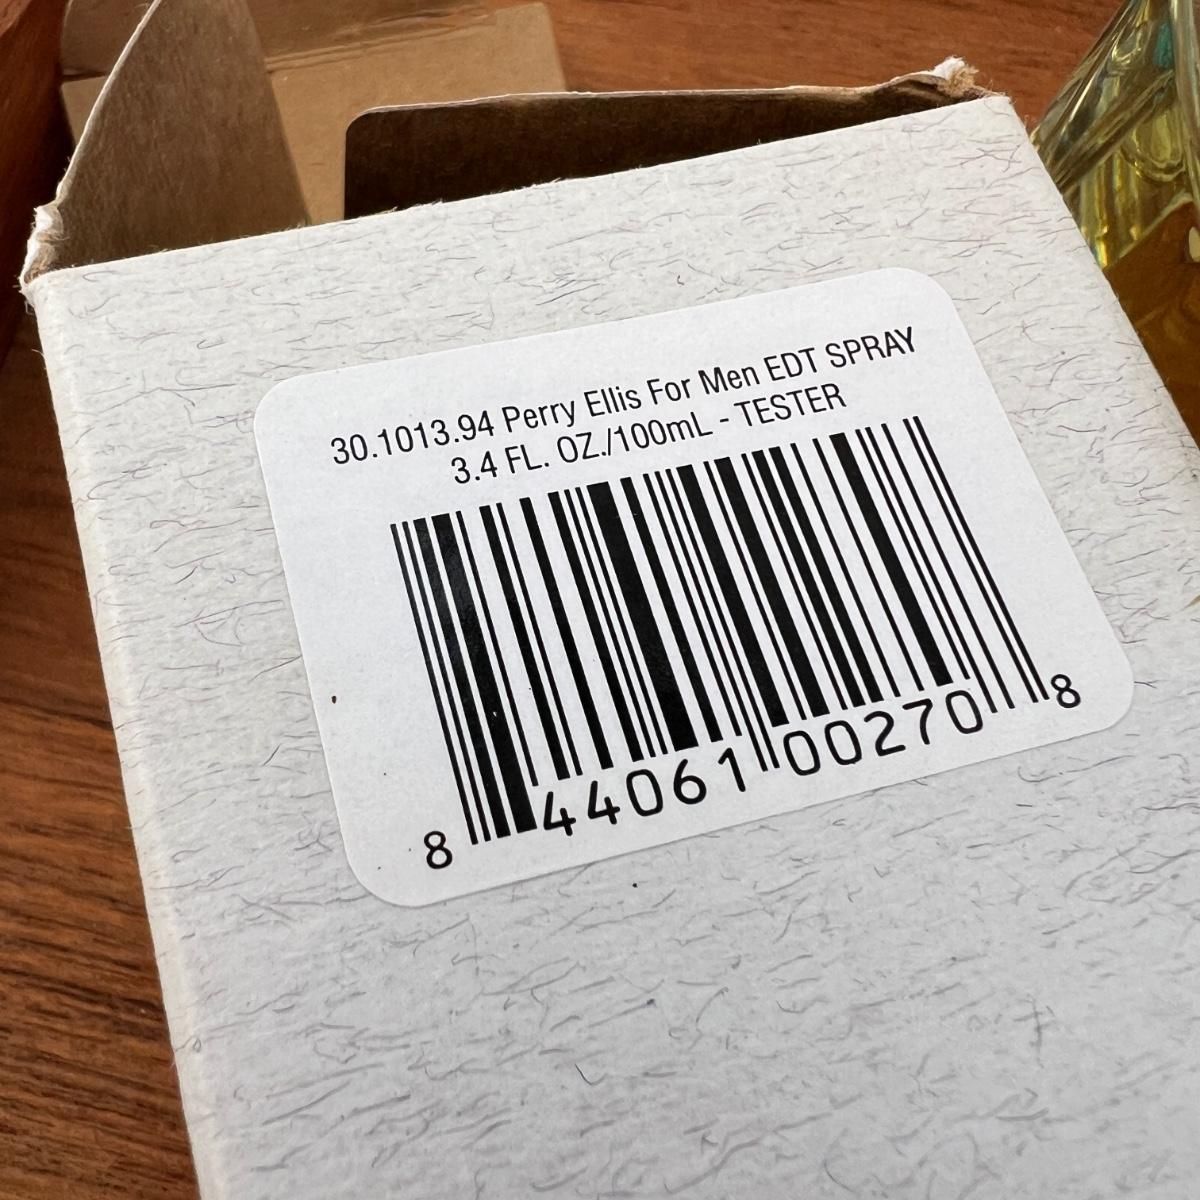 30.1013.94 Perry Ellis For Men EDT SPRAY
3.4 FL. OZ./100mL - TESTER
8 44061 00270 8